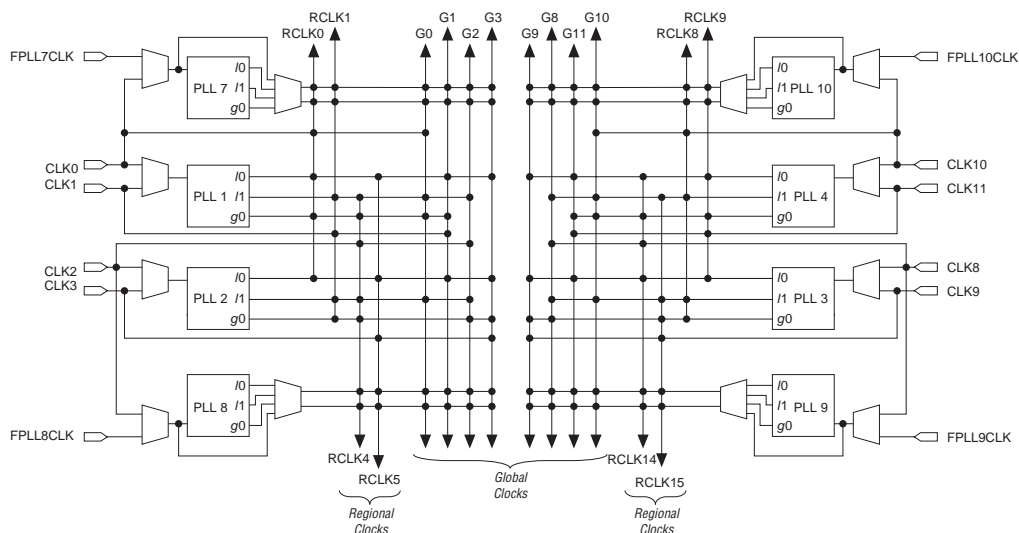 RCLK1 G1 G3 G8 G10 RCLK9
RCLK0 G0 G2 G9 G11 RCLK8
FPLL7CLK FPLL10CLK
PLL 7 l0 l1 g0
l0 l1 g0 PLL 10
CLK0 CLK10
CLK1 CLK11
PLL 1 l0 l1 g0
l0 l1 g0 PLL 4
CLK2 CLK8
CLK3 CLK9
PLL 2 l0 l1 g0
l0 l1 g0 PLL 3
PLL 8 l0 l1 g0
l0 l1 g0 PLL 9
FPLL8CLK FPLL9CLK
RCLK4 RCLK14
RCLK5 RCLK15
Global
Clocks
Regional
Clocks
Regional
Clocks